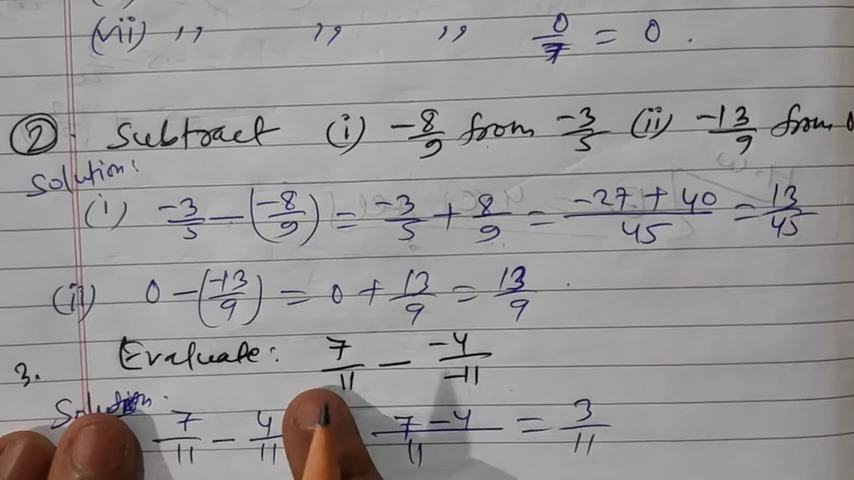 (vii) ,, ,, ,, 0/7 = 0 .
② . Subtract (i) -8/9 from -3/5 (ii) -13/9 from 0
Solution:
(i) -3/5 - (-8/9) = -3/5 + 8/9 = -27 + 40/45 = 13/45
(ii) 0 - (-13/9) = 0 + 13/9 = 13/9 .
3. Evaluate: 7/11 - -4/-11
7/11 - 4/11 7-4/11 = 3/11